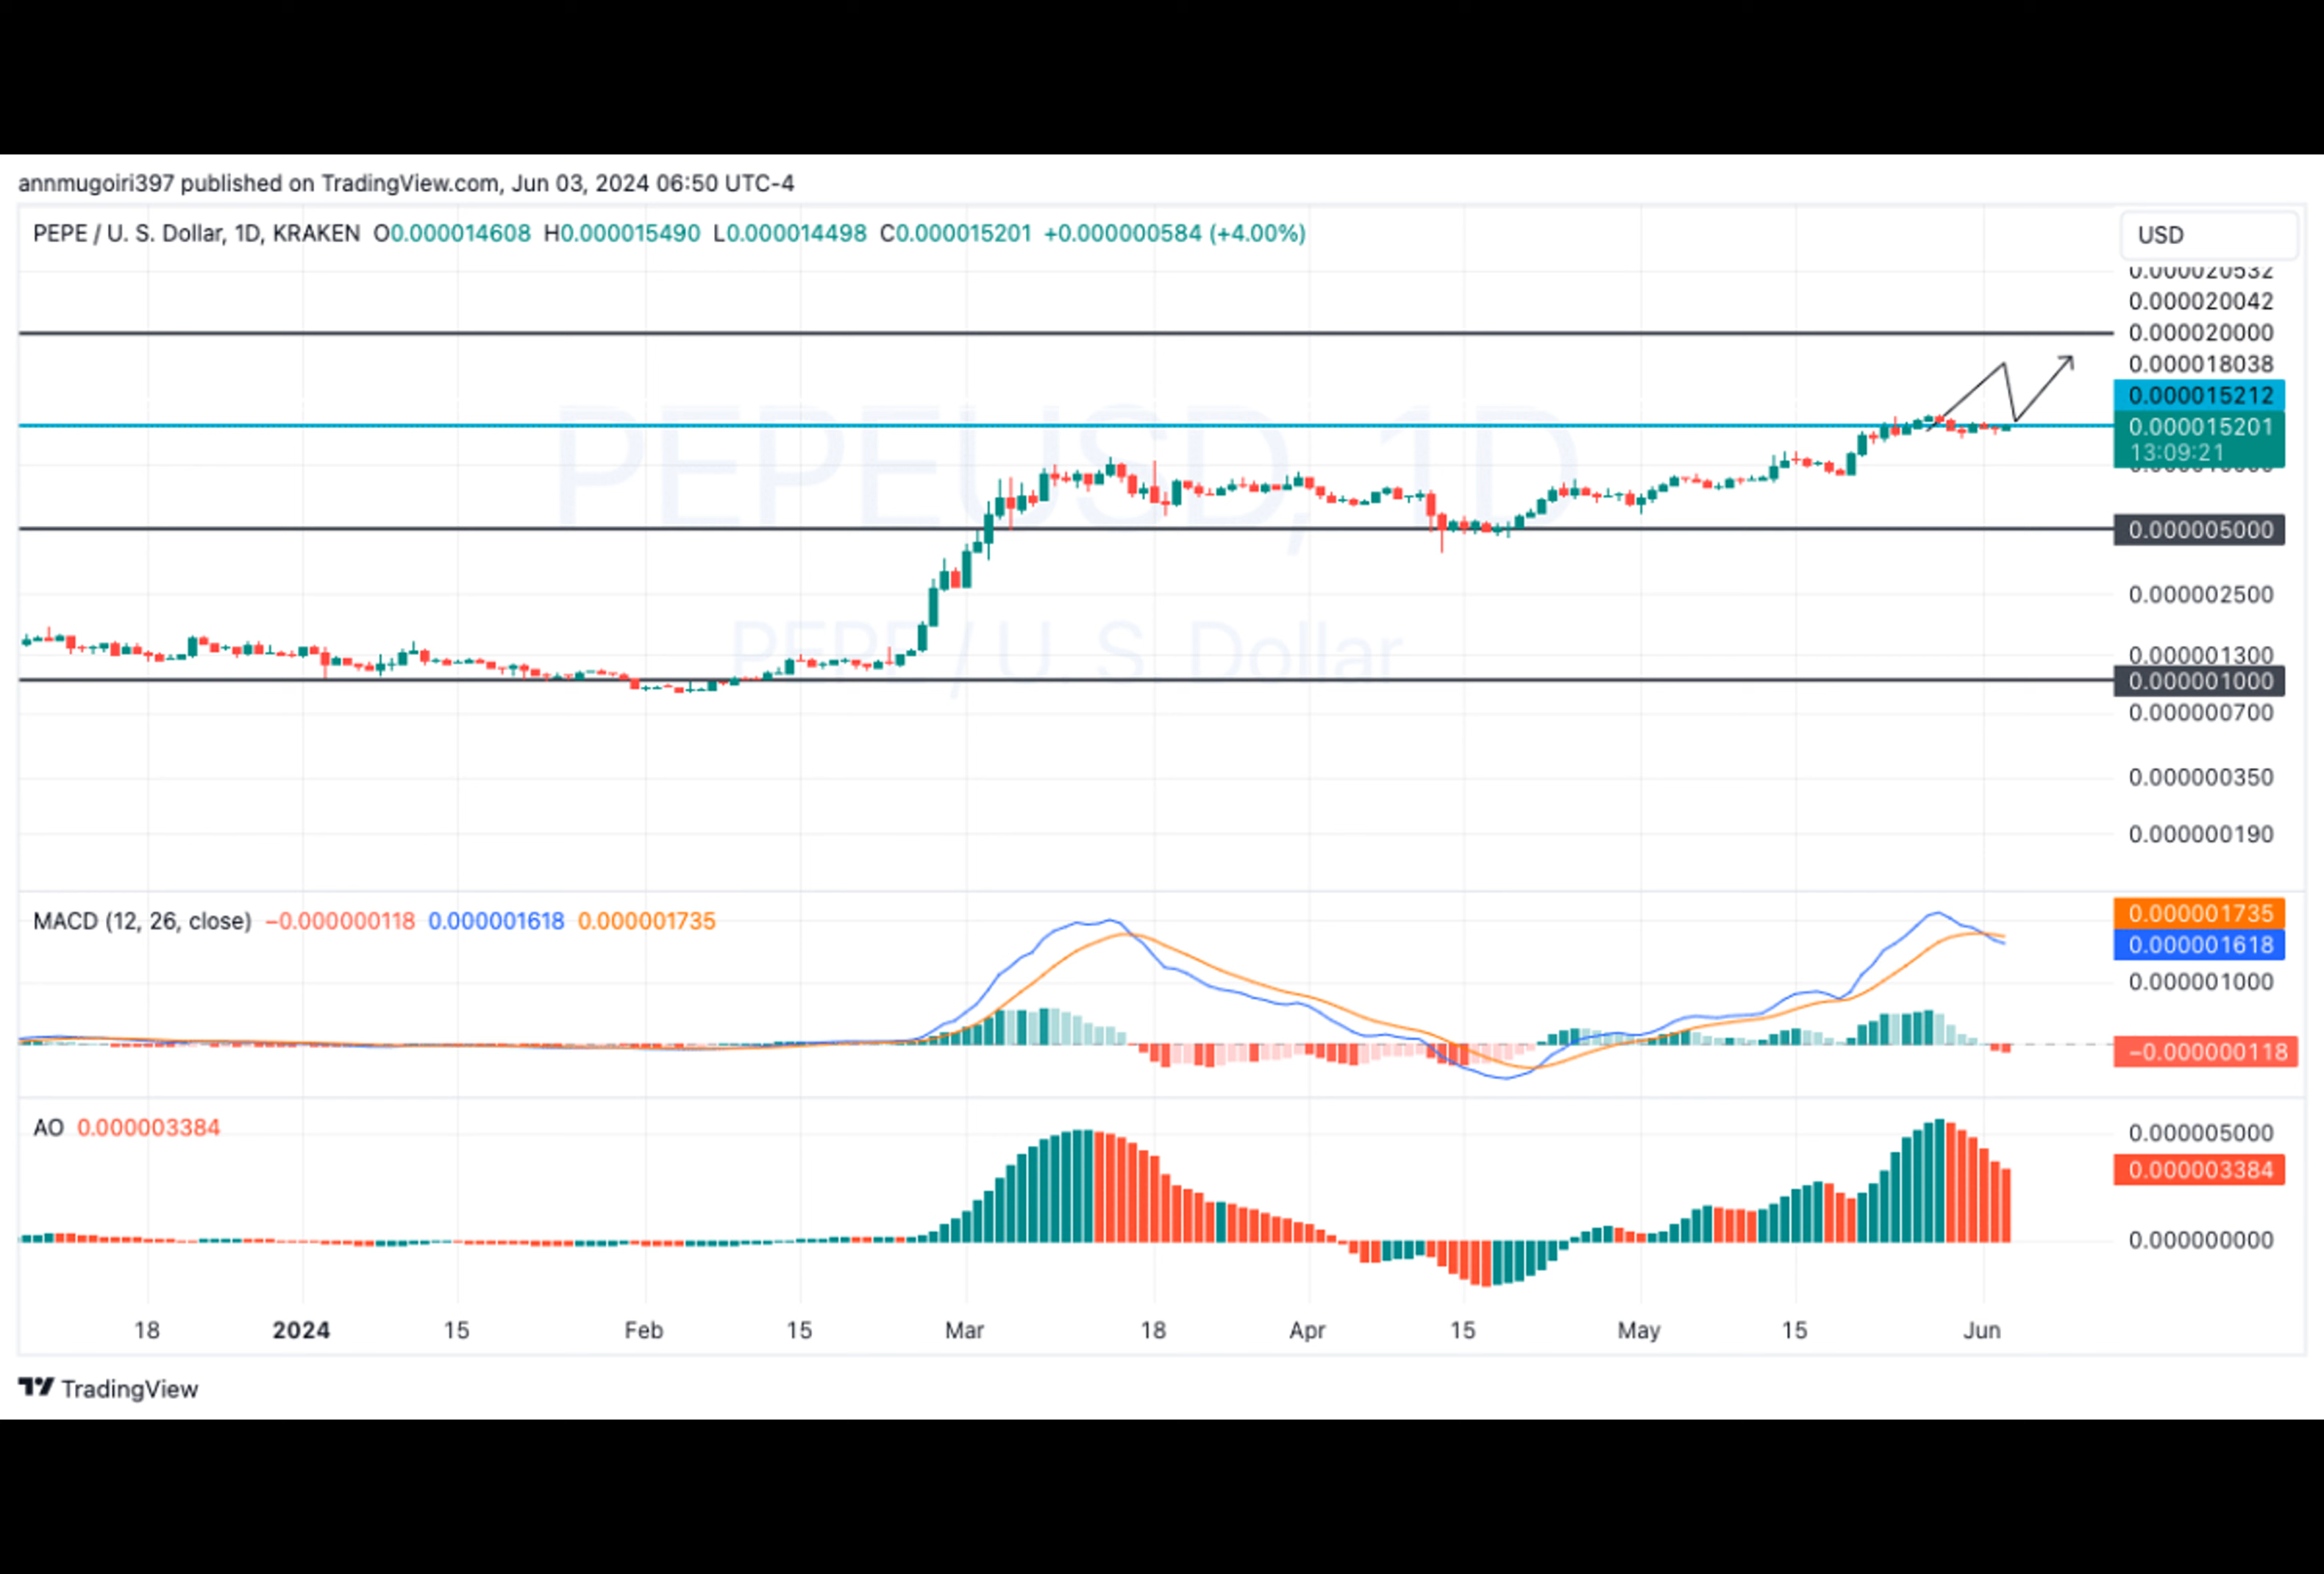 annmugoiri397 published on TradingView.com, Jun 03, 2024 06:50 UTC-4
PEPE / U. S. Dollar, 1D, KRAKEN O0.000014608 H0.000015490 L0.000014498 C0.000015201 +0.000000584 (+4.00%)
USD
0.000020532
0.000020042
0.000020000
0.000018038
0.000015212
0.000015201
13:09:21
0.000005000
0.000002500
0.000001300
0.000001000
0.000000700
0.000000350
0.000000190
PEPEUSD, 1D
PEPE / U. S. Dollar
MACD (12, 26, close) −0.000000118 0.000001618 0.000001735
0.000001735
0.000001618
0.000001000
−0.000000118
AO 0.000003384
0.000005000
0.000003384
0.000000000
18 2024 15 Feb 15 Mar 18 Apr 15 May 15 Jun
TradingView